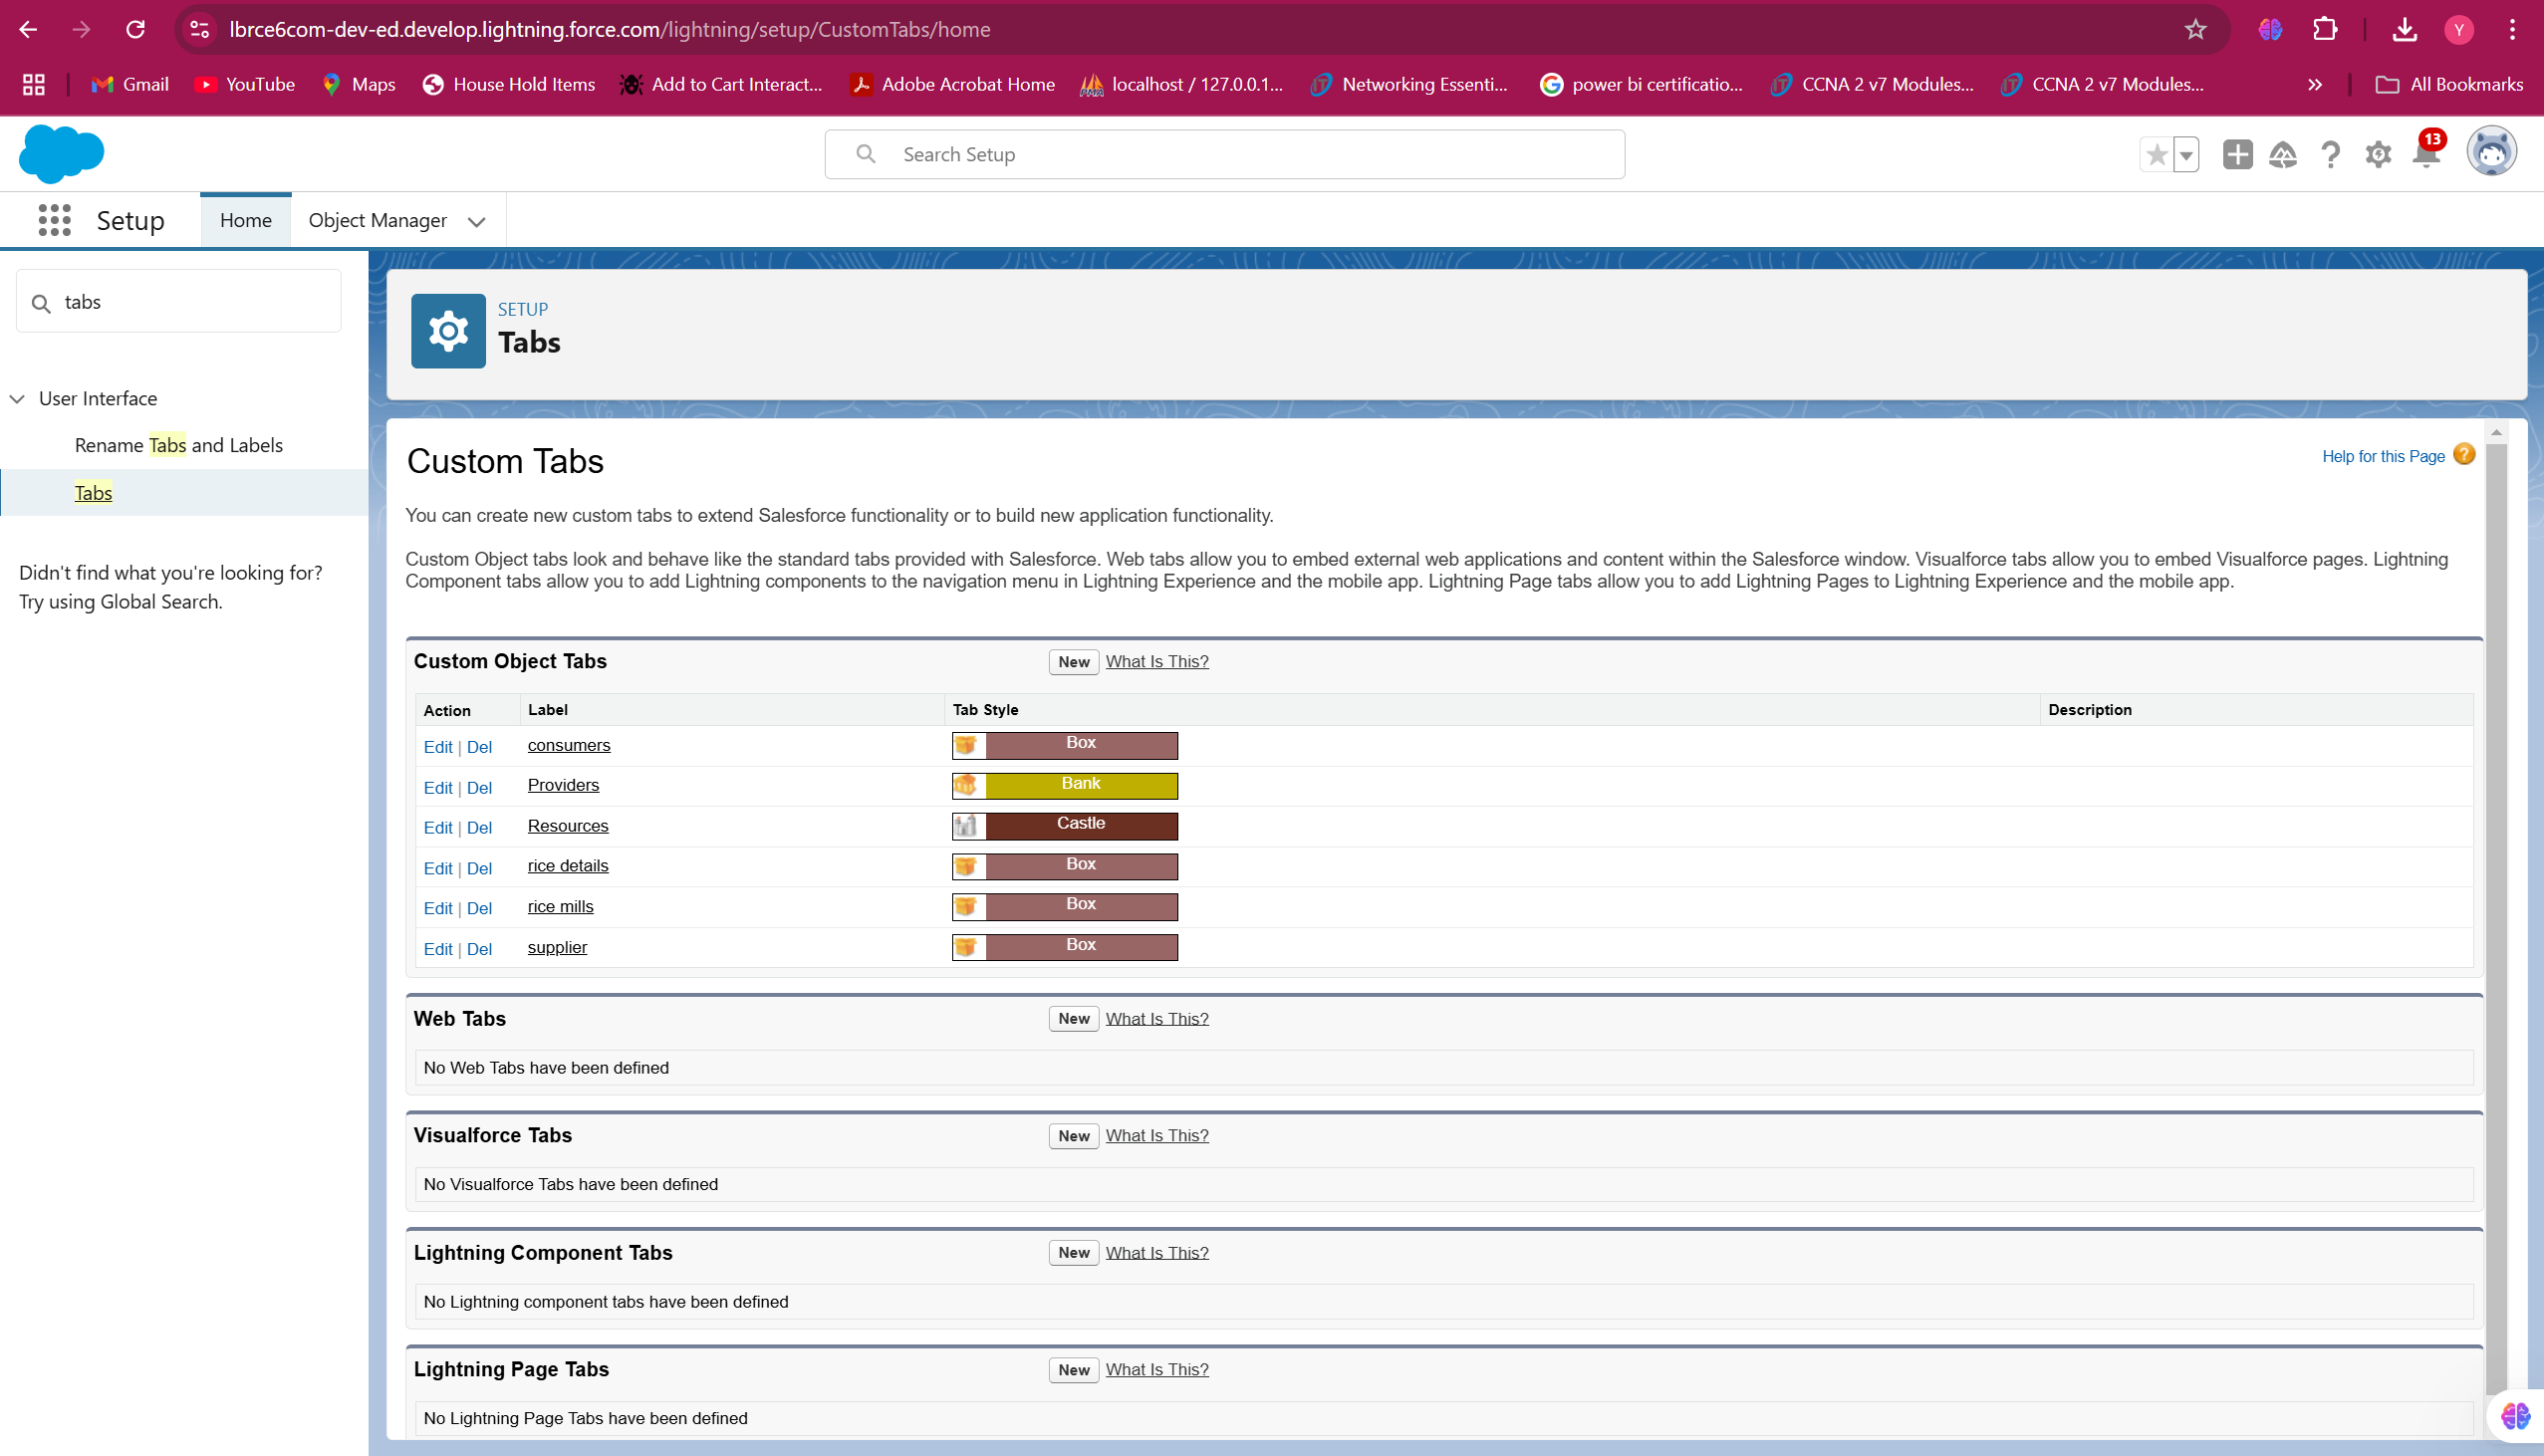 lbrce6com-dev-ed.develop.lightning.force.com/lightning/setup/CustomTabs/home
Y
Gmail
YouTube
Maps
House Hold Items
Add to Cart Interact...
Adobe Acrobat Home
localhost / 127.0.0.1...
Networking Essenti...
power bi certificatio...
CCNA 2 v7 Modules...
CCNA 2 v7 Modules...
All Bookmarks
Search Setup
13
Setup
Home
Object Manager
tabs
User Interface
Rename Tabs and Labels
Tabs
Didn't find what you're looking for?
Try using Global Search.
SETUP
Tabs
Custom Tabs
Help for this Page
You can create new custom tabs to extend Salesforce functionality or to build new application functionality.
Custom Object tabs look and behave like the standard tabs provided with Salesforce. Web tabs allow you to embed external web applications and content within the Salesforce window. Visualforce tabs allow you to embed Visualforce pages. Lightning
Component tabs allow you to add Lightning components to the navigation menu in Lightning Experience and the mobile app. Lightning Page tabs allow you to add Lightning Pages to Lightning Experience and the mobile app.
Custom Object Tabs New What Is This?
Action Label Tab Style Description
Edit | Del consumers Box
Edit | Del Providers Bank
Edit | Del Resources Castle
Edit | Del rice details Box
Edit | Del rice mills Box
Edit | Del supplier Box
Web Tabs New What Is This?
No Web Tabs have been defined
Visualforce Tabs New What Is This?
No Visualforce Tabs have been defined
Lightning Component Tabs New What Is This?
No Lightning component tabs have been defined
Lightning Page Tabs New What Is This?
No Lightning Page Tabs have been defined